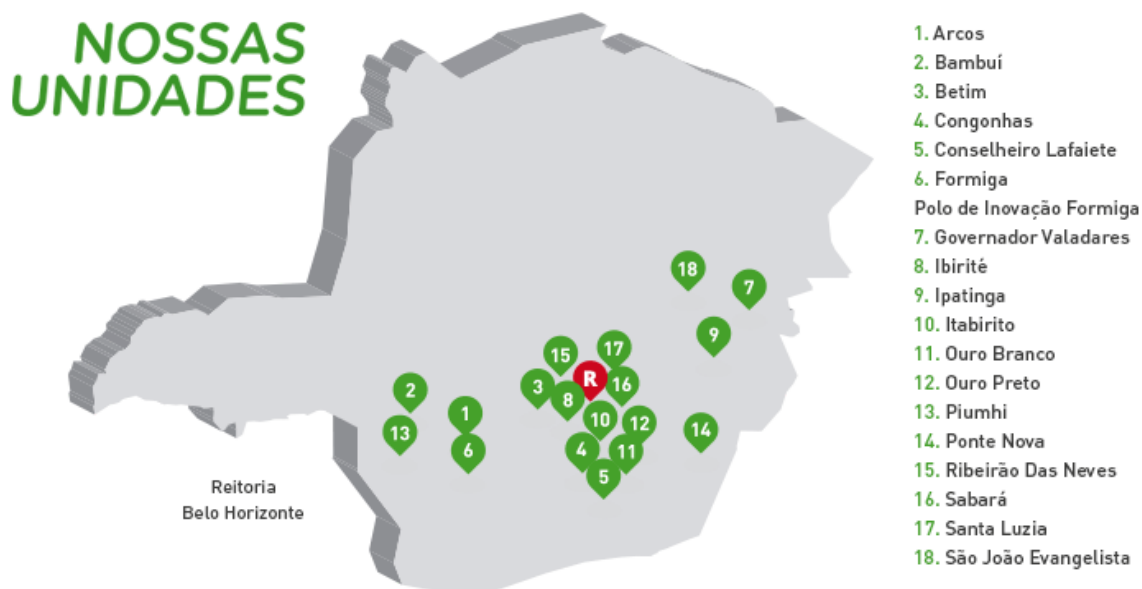 NOSSAS
UNIDADES
1. Arcos
2. Bambuí
3. Betim
4. Congonhas
5. Conselheiro Lafaiete
6. Formiga
Polo de Inovação Formiga
7. Governador Valadares
8. Ibirité
9. Ipatinga
10. Itabirito
11. Ouro Branco
12. Ouro Preto
13. Piumhi
14. Ponte Nova
15. Ribeirão Das Neves
16. Sabará
17. Santa Luzia
18. São João Evangelista
18
7
9
17
15
R
16
3
8
2
1
10
12
13
14
6
4
11
5
Reitoria
Belo Horizonte